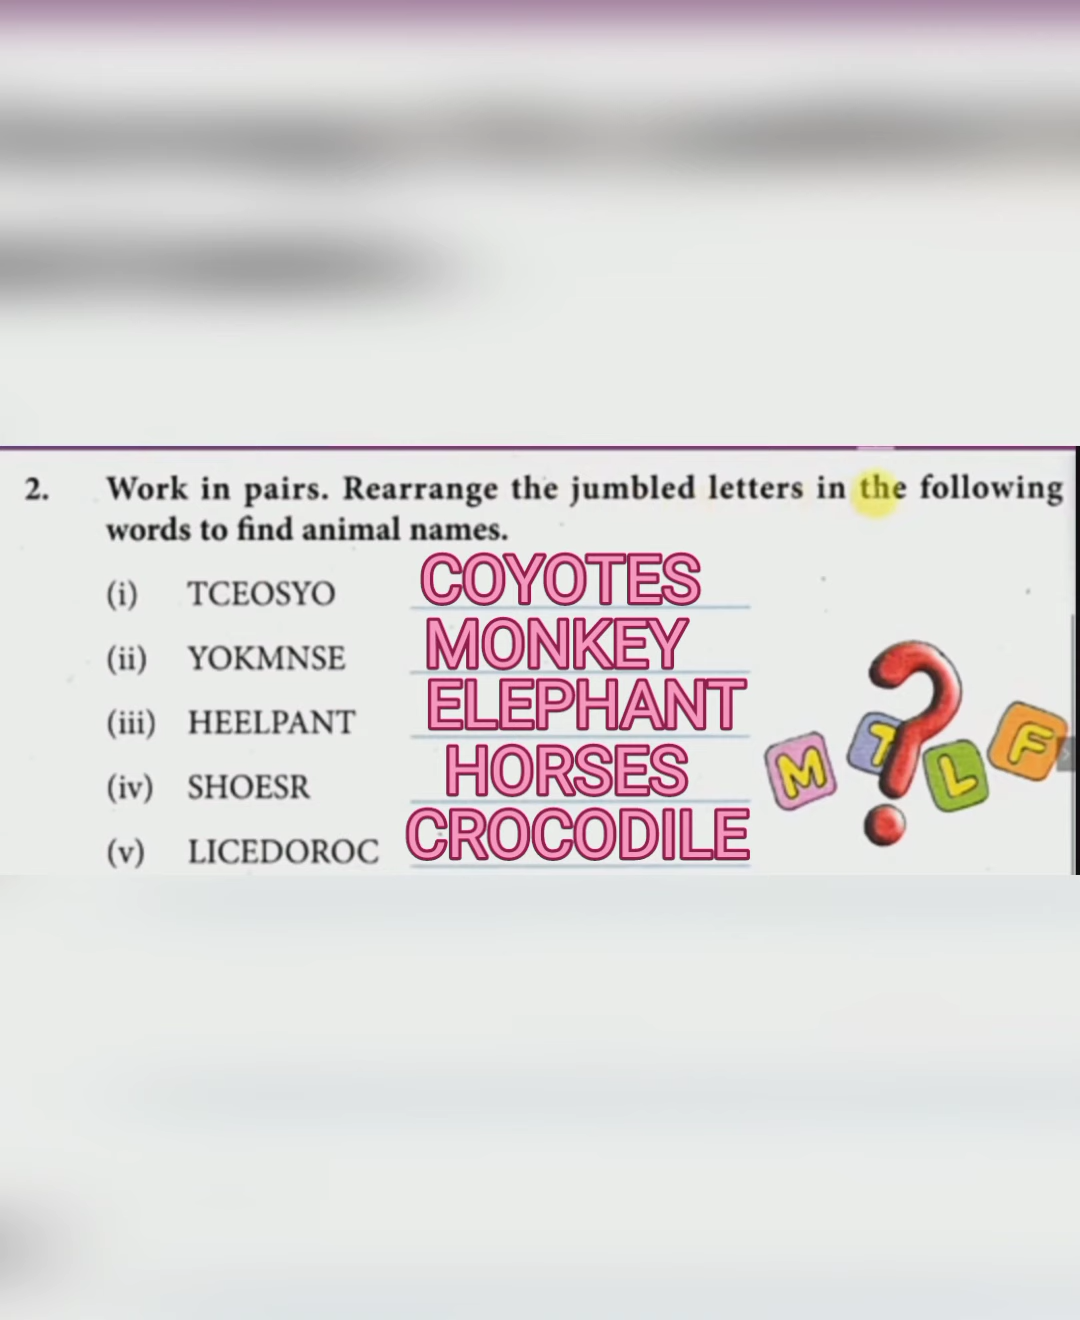 2. Work in pairs. Rearrange the jumbled letters in the following
words to find animal names.
(i) TCEOSYO COYOTES
(ii) YOKMNSE MONKEY
(iii) HEELPANT ELEPHANT
(iv) SHOESR HORSES
(v) LICEDOROC CROCODILE
M T L F